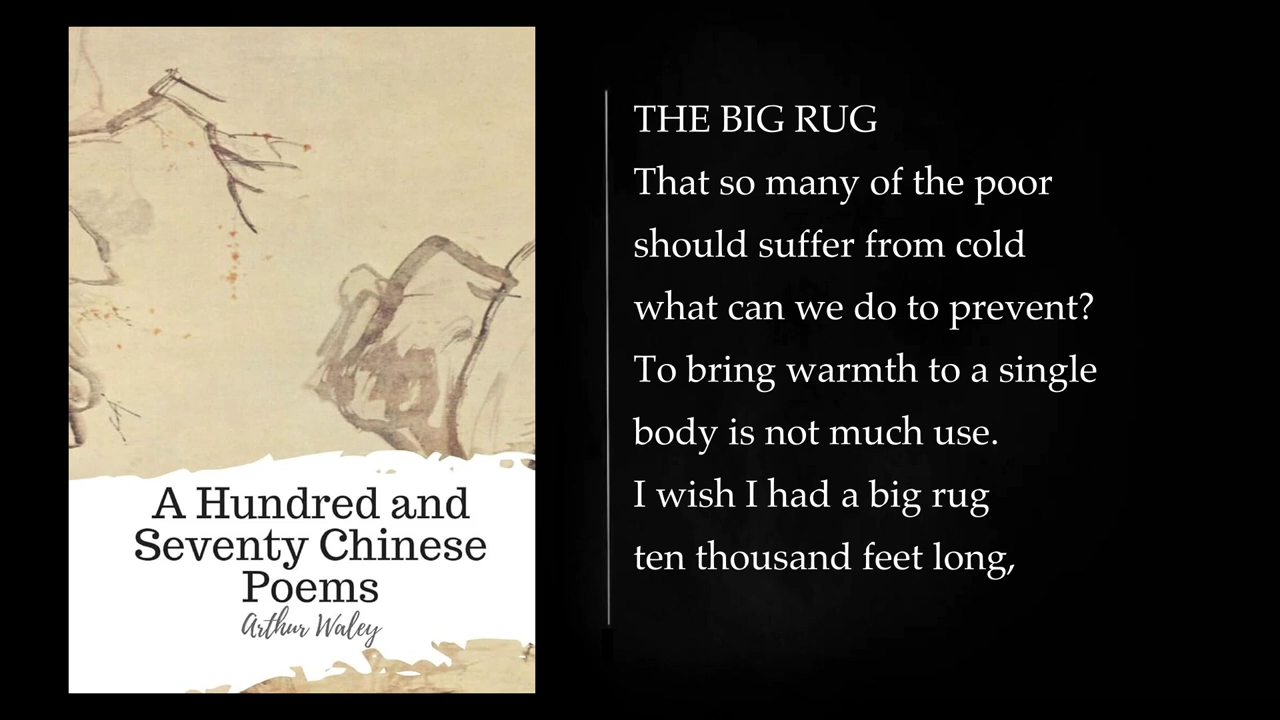 A Hundred and
Seventy Chinese
Poems
Arthur Waley
THE BIG RUG
That so many of the poor
should suffer from cold
what can we do to prevent?
To bring warmth to a single
body is not much use.
I wish I had a big rug
ten thousand feet long,